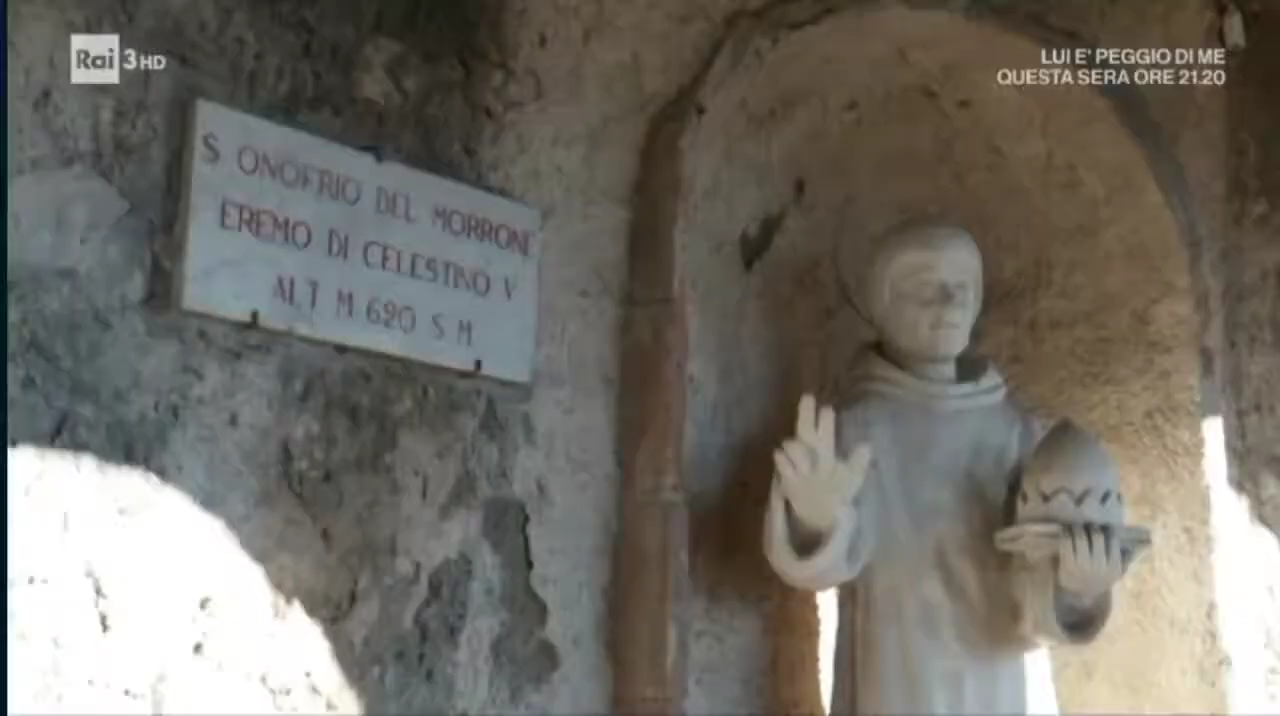 Rai 3HD
LUI E' PEGGIO DI ME
QUESTA SERA ORE 21.20
S ONOFRIO DEL MORRONE
EREMO DI CELESTINO V
ALT M 620 S M